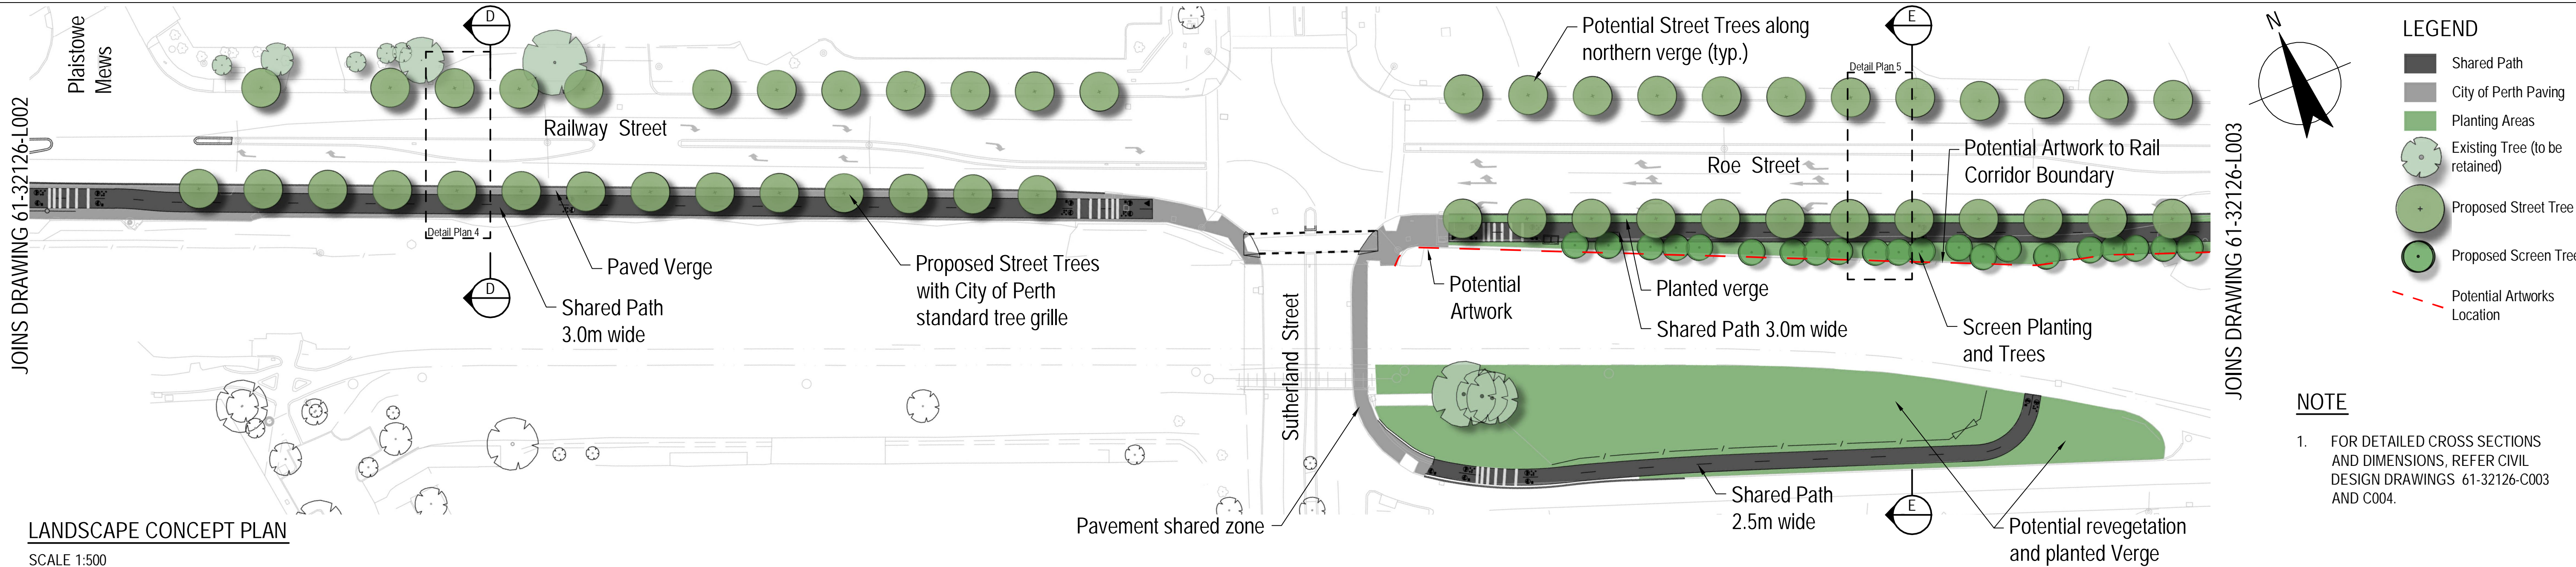 Plaistowe
Mews
JOINS DRAWING 61-32126-L002
D
Detail Plan 4
D
Railway Street
Paved Verge
Shared Path
3.0m wide
Proposed Street Trees
with City of Perth
standard tree grille
Sutherland Street
Pavement shared zone
Potential Street Trees along
northern verge (typ.)
E
Detail Plan 5
Roe Street
Potential Artwork to Rail
Corridor Boundary
Potential
Artwork
Planted verge
Shared Path 3.0m wide
Screen Planting
and Trees
Shared Path
2.5m wide
E
Potential revegetation
and planted Verge
JOINS DRAWING 61-32126-L003
N
LEGEND
Shared Path
City of Perth Paving
Planting Areas
Existing Tree (to be
retained)
Proposed Street Tree
Proposed Screen Tree
Potential Artworks
Location
NOTE
1. FOR DETAILED CROSS SECTIONS
AND DIMENSIONS, REFER CIVIL
DESIGN DRAWINGS 61-32126-C003
AND C004.
LANDSCAPE CONCEPT PLAN
SCALE 1:500